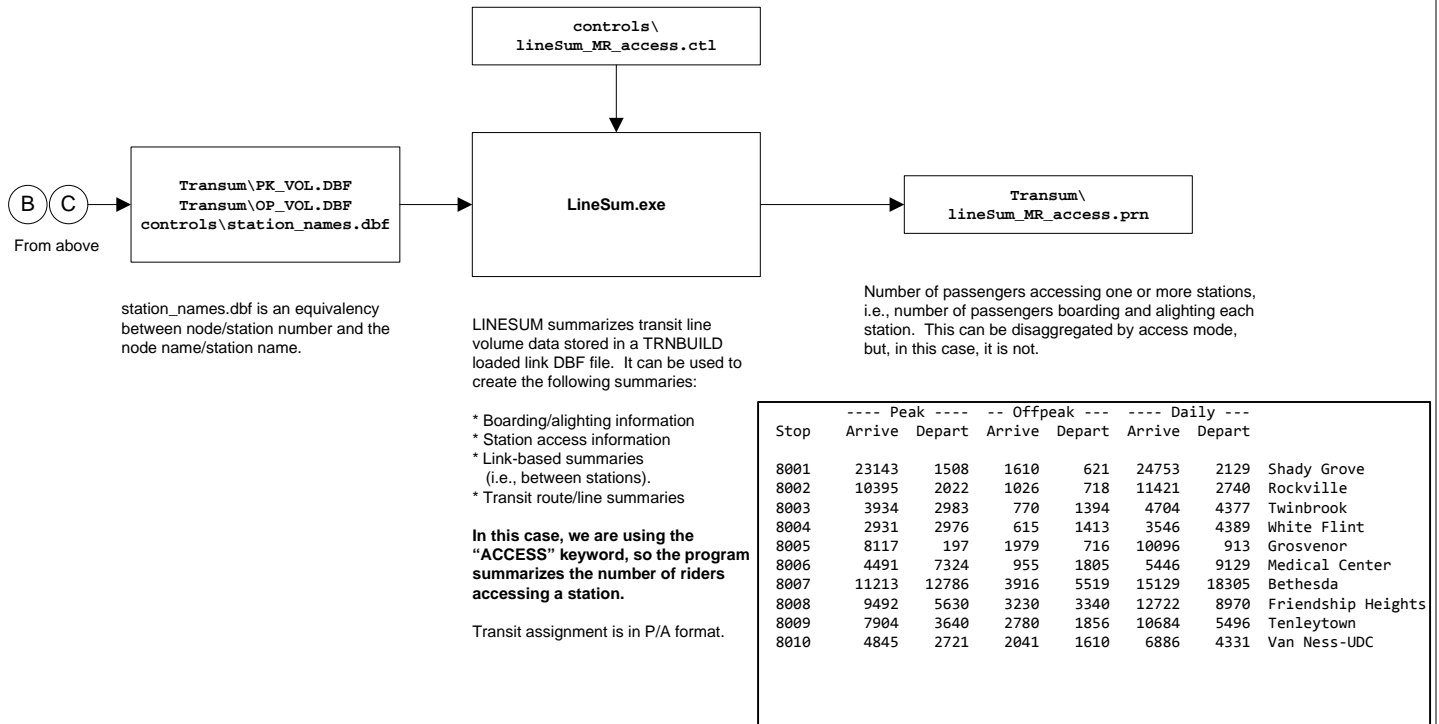 controls\
lineSum_MR_access.ctl
B C
From above
Transum\PK_VOL.DBF
Transum\OP_VOL.DBF
controls\station_names.dbf
LineSum.exe
Transum\
lineSum_MR_access.prn
station_names.dbf is an equivalency
between node/station number and the
node name/station name.
LINESUM summarizes transit line
volume data stored in a TRNBUILD
loaded link DBF file. It can be used to
create the following summaries:
* Boarding/alighting information
* Station access information
* Link-based summaries
(i.e., between stations).
* Transit route/line summaries
In this case, we are using the
“ACCESS” keyword, so the program
summarizes the number of riders
accessing a station.
Transit assignment is in P/A format.
Number of passengers accessing one or more stations,
i.e., number of passengers boarding and alighting each
station. This can be disaggregated by access mode,
but, in this case, it is not.
---- Peak ---- -- Offpeak --- ---- Daily ---
Stop Arrive Depart Arrive Depart Arrive Depart
8001 23143 1508 1610 621 24753 2129 Shady Grove
8002 10395 2022 1026 718 11421 2740 Rockville
8003 3934 2983 770 1394 4704 4377 Twinbrook
8004 2931 2976 615 1413 3546 4389 White Flint
8005 8117 197 1979 716 10096 913 Grosvenor
8006 4491 7324 955 1805 5446 9129 Medical Center
8007 11213 12786 3916 5519 15129 18305 Bethesda
8008 9492 5630 3230 3340 12722 8970 Friendship Heights
8009 7904 3640 2780 1856 10684 5496 Tenleytown
8010 4845 2721 2041 1610 6886 4331 Van Ness-UDC